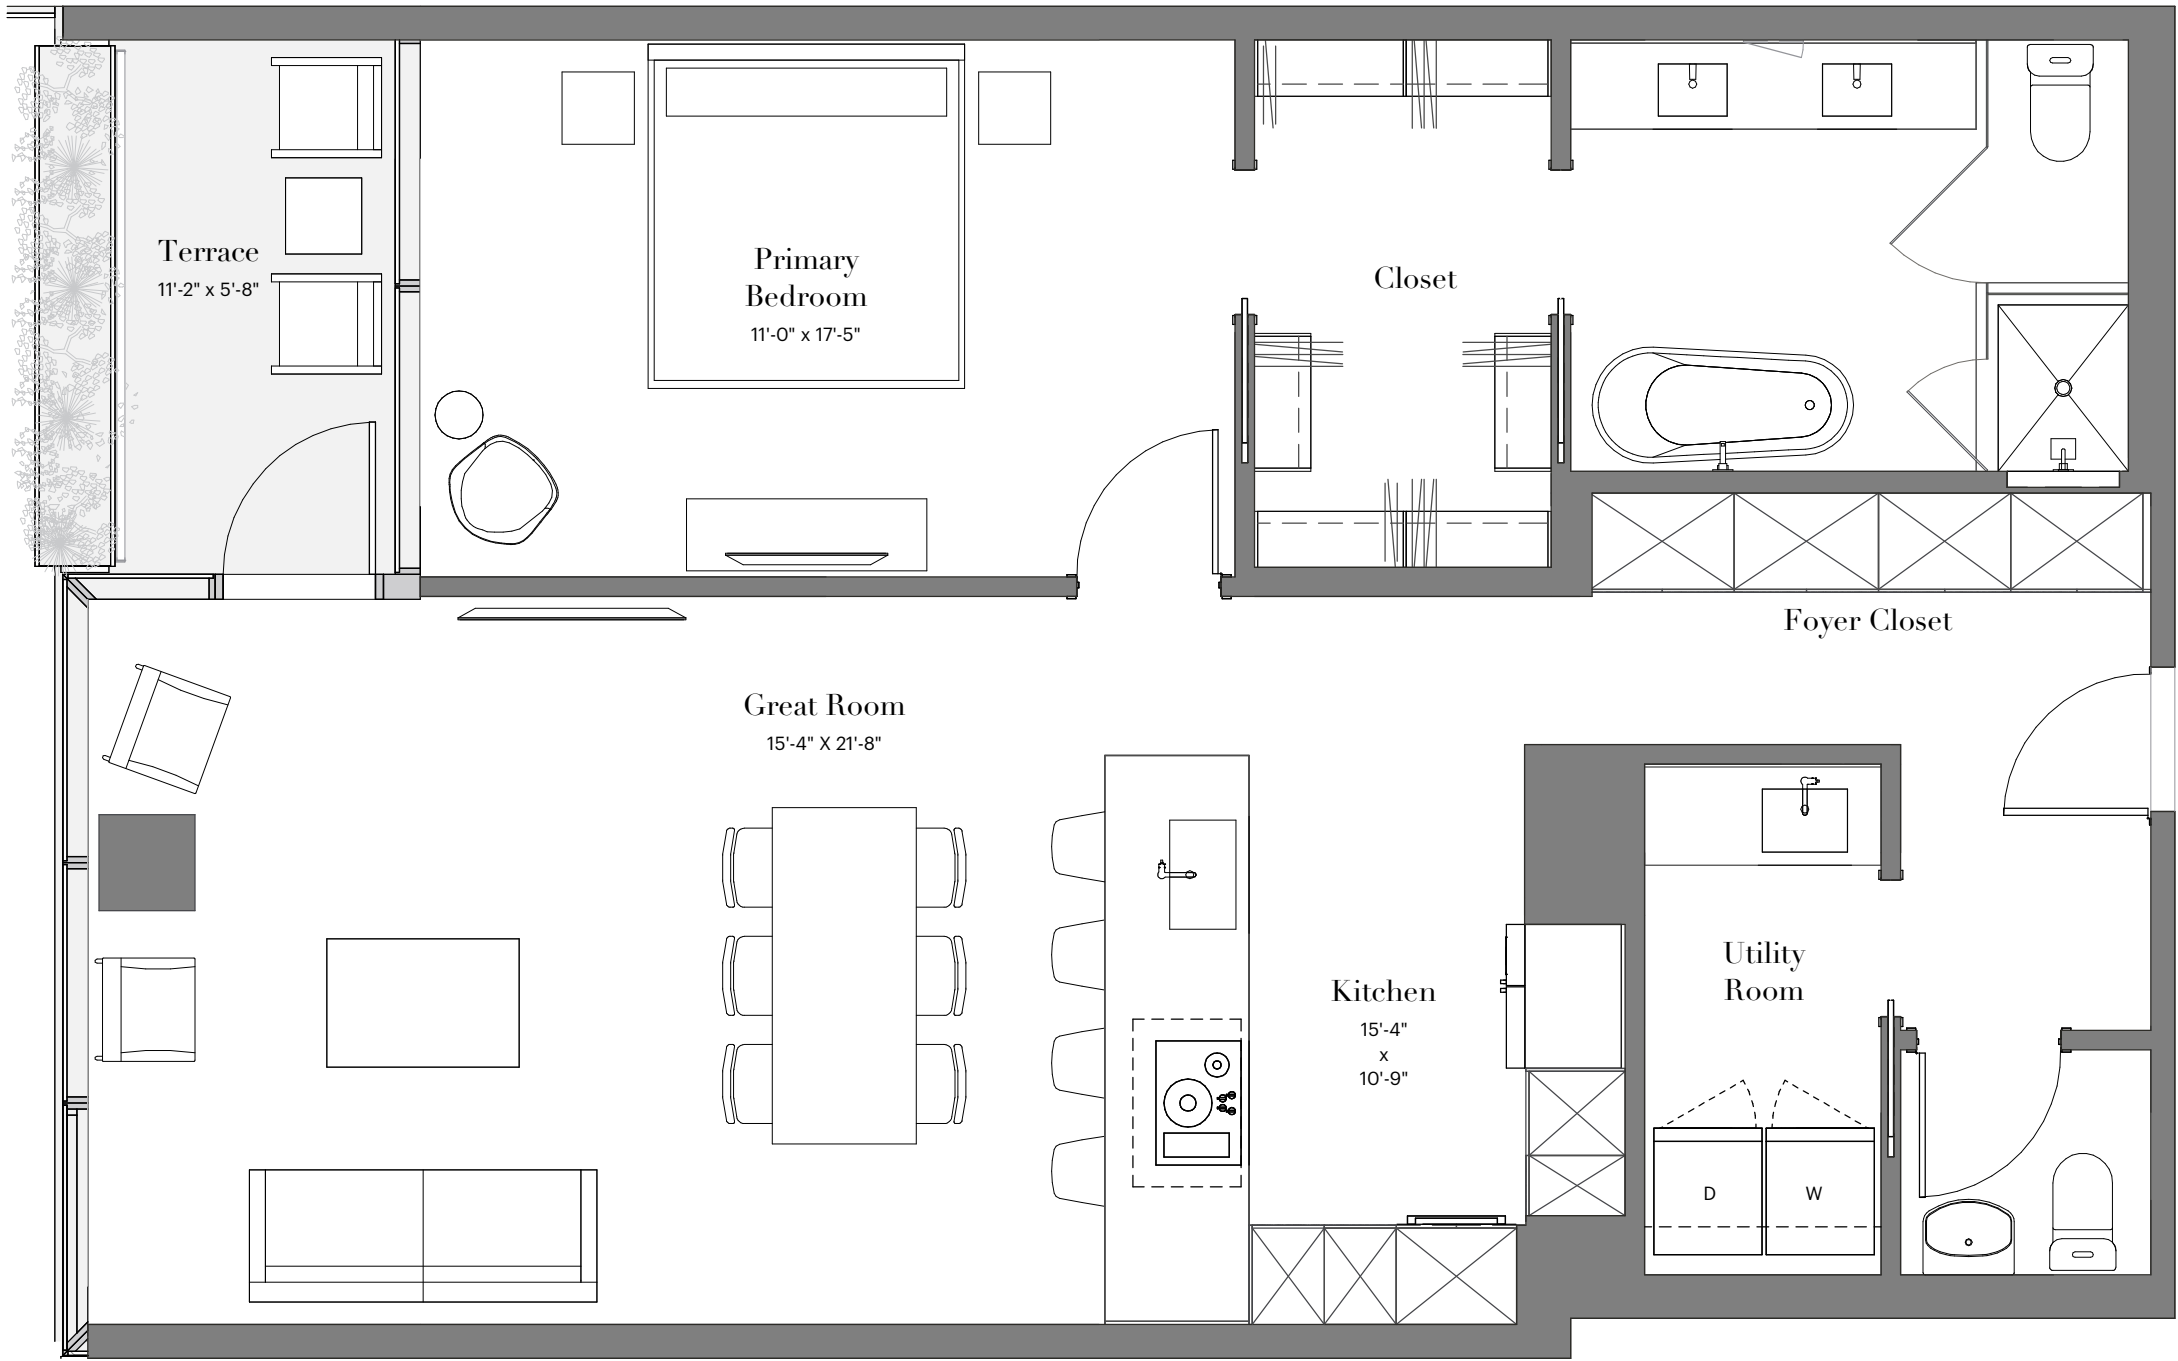 Terrace
11'-2" x 5'-8"
Primary
Bedroom
11'-0" x 17'-5"
Closet
Foyer Closet
Great Room
15'-4" X 21'-8"
Kitchen
15'-4"
x
10'-9"
Utility
Room
D
W